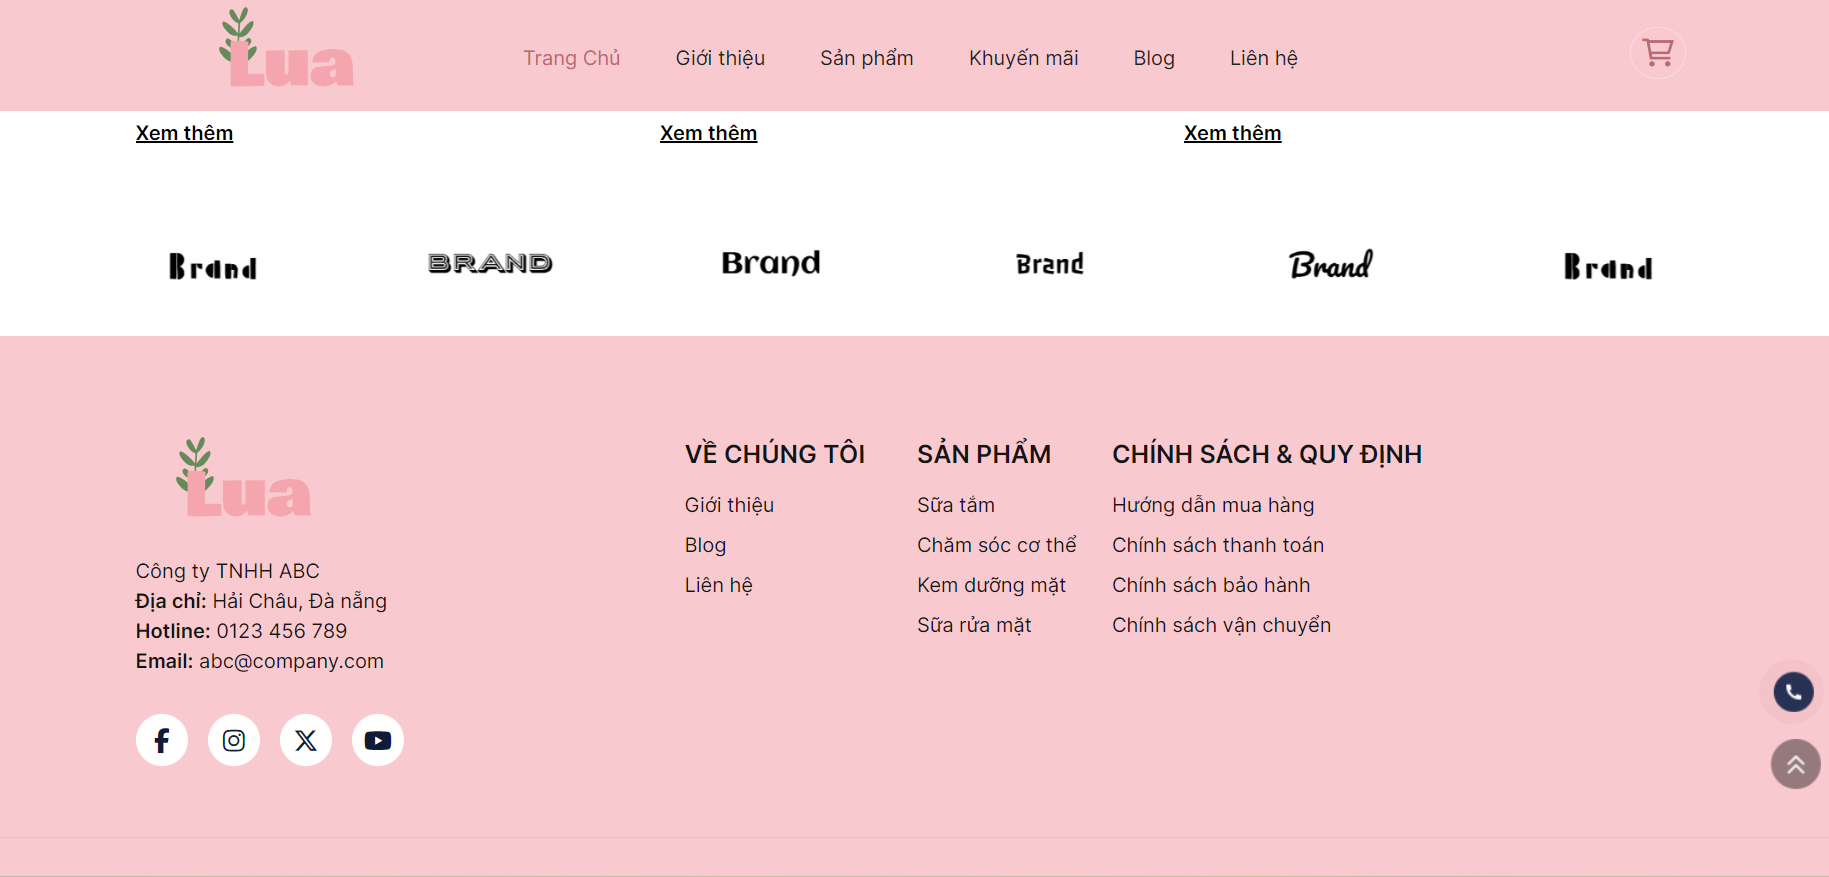 Lua
Trang Chủ
Giới thiệu
Sản phẩm
Khuyến mãi
Blog
Liên hệ
Xem thêm
Xem thêm
Xem thêm
Brand
BRAND
Brand
Brand
Brand
Brand
Lua
Công ty TNHH ABC
Địa chỉ: Hải Châu, Đà nẵng
Hotline: 0123 456 789
Email: abc@company.com
VỀ CHÚNG TÔI
Giới thiệu
Blog
Liên hệ
SẢN PHẨM
Sữa tắm
Chăm sóc cơ thể
Kem dưỡng mặt
Sữa rửa mặt
CHÍNH SÁCH & QUY ĐỊNH
Hướng dẫn mua hàng
Chính sách thanh toán
Chính sách bảo hành
Chính sách vận chuyển